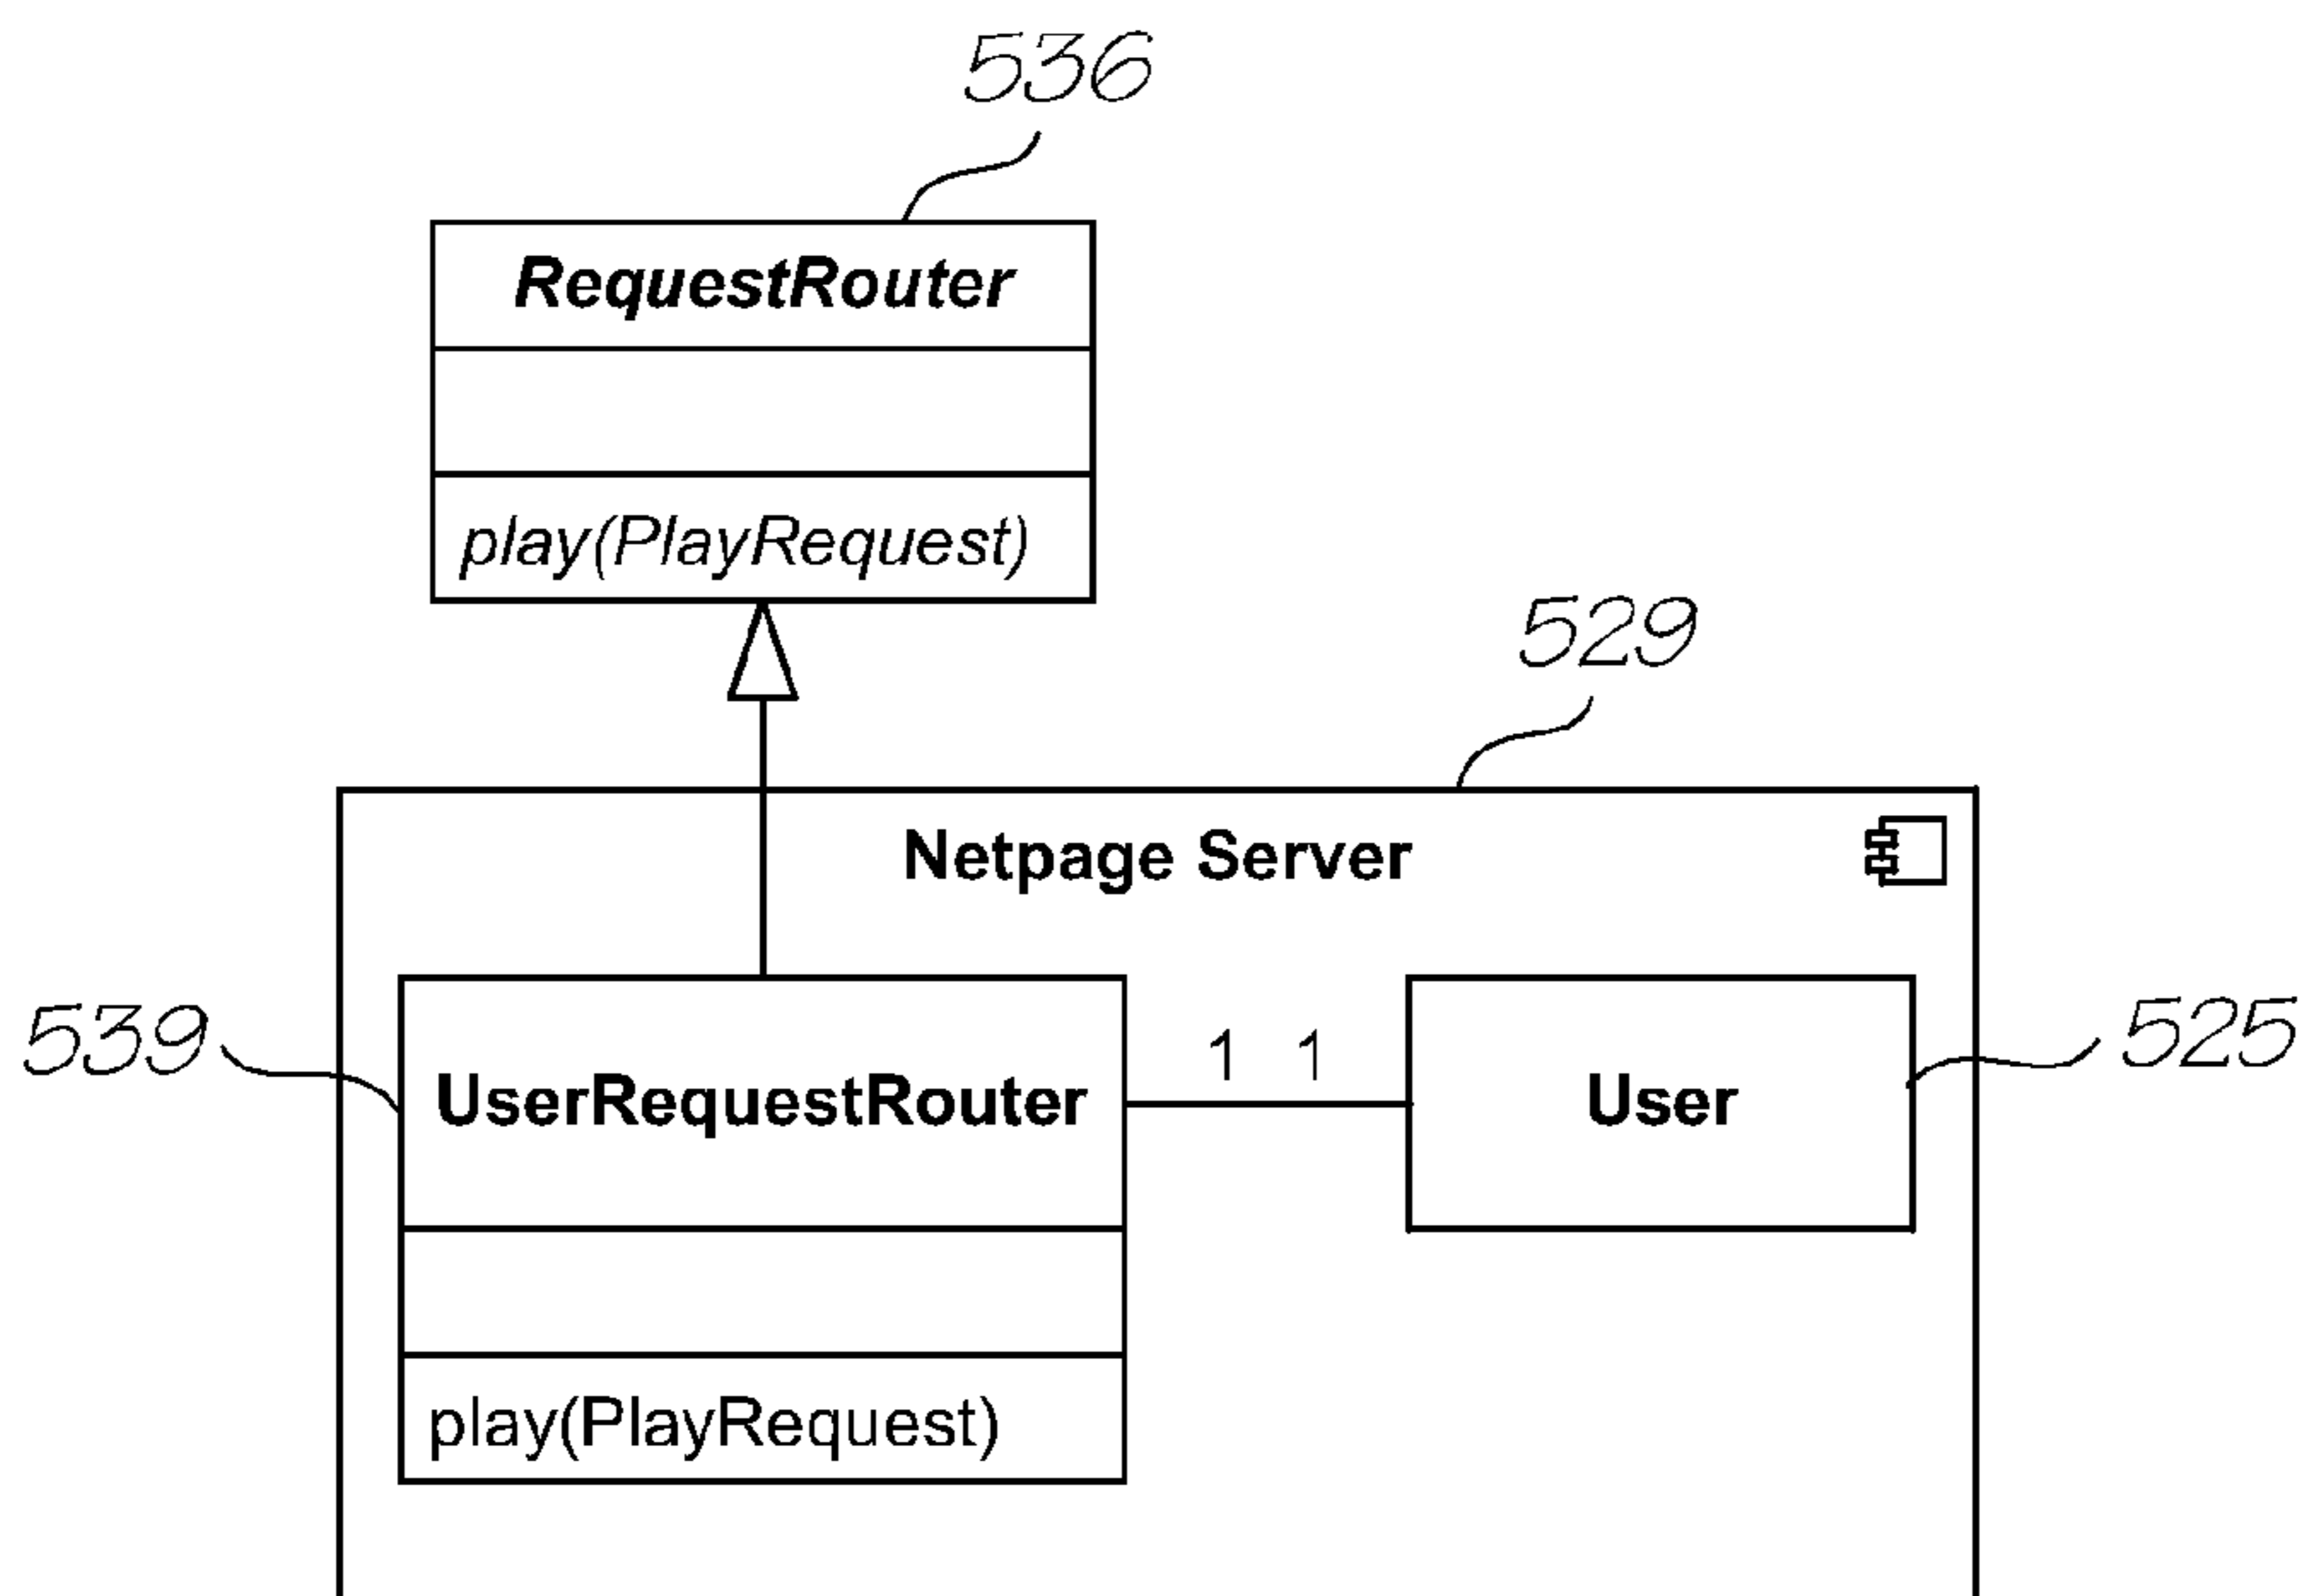 536
RequestRouter
play(PlayRequest)
529
Netpage Server
539
UserRequestRouter
1 1
User
525
play(PlayRequest)